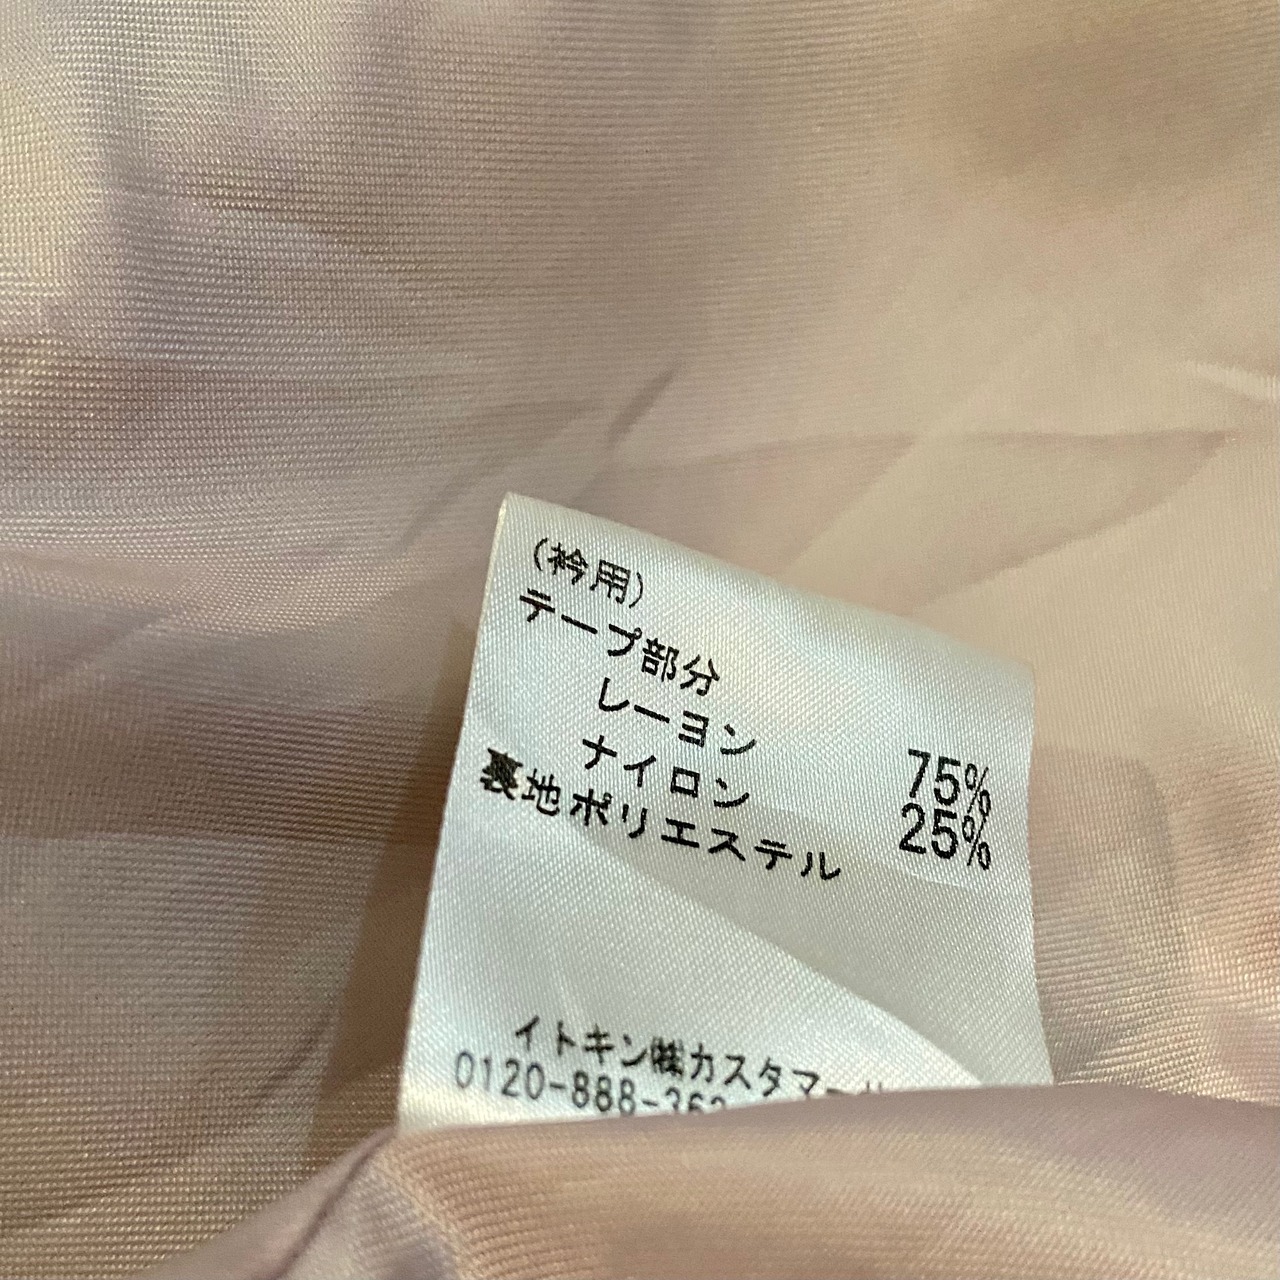 (衿用)
テープ部分
レーヨン 75%
ナイロン 25%
裏地ポリエステル
イトキン㈱カスタマー
0120-888-363